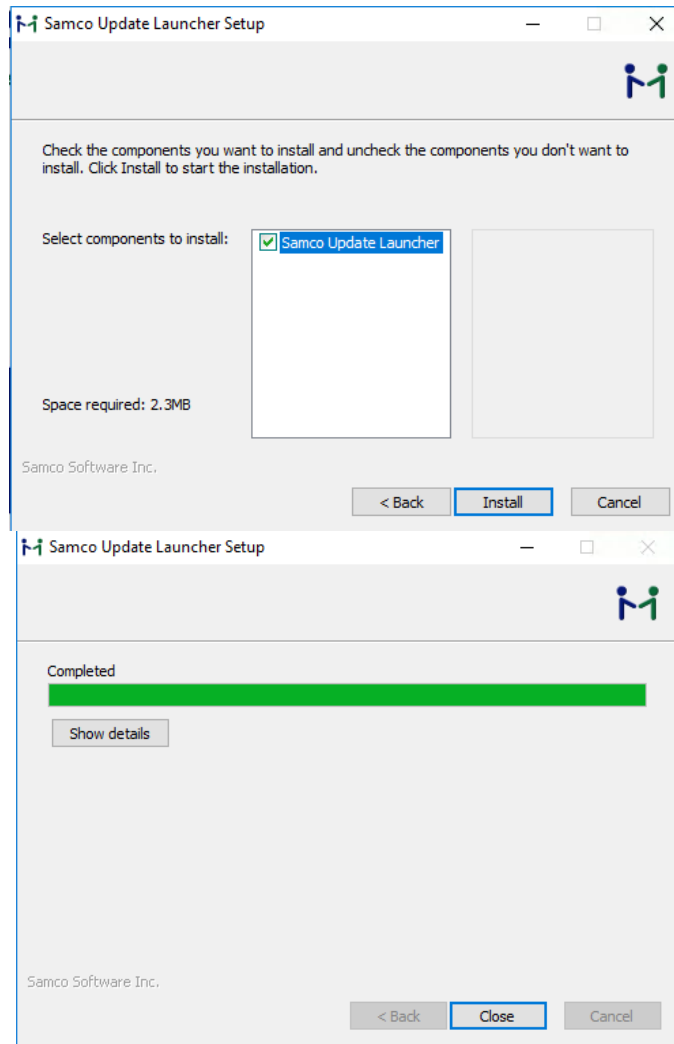 Samco Update Launcher Setup
Check the components you want to install and uncheck the components you don't want to
install. Click Install to start the installation.
Select components to install:
Samco Update Launcher
Space required: 2.3MB
Samco Software Inc.
< Back
Install
Cancel
Samco Update Launcher Setup
Completed
Show details
Samco Software Inc.
< Back
Close
Cancel